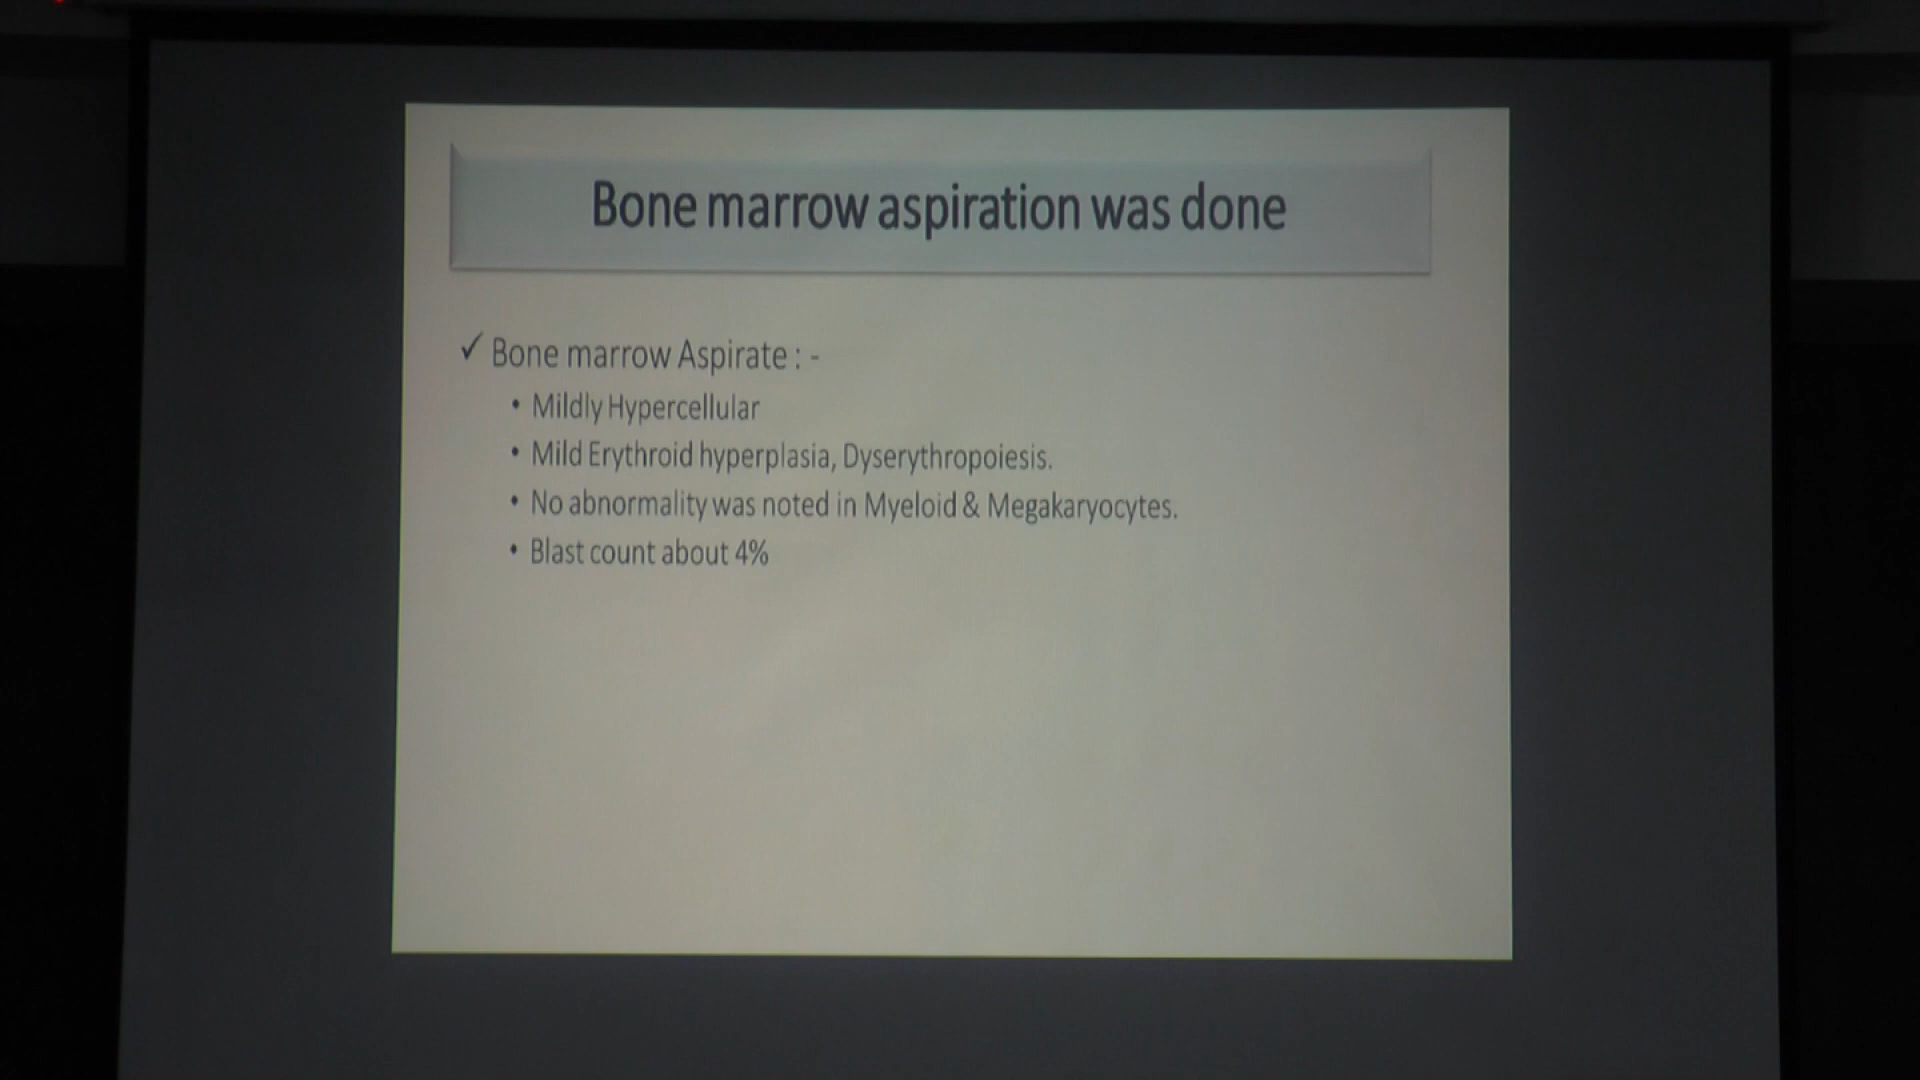 Bone marrow aspiration was done
✓ Bone marrow Aspirate : -
• Mildly Hypercellular
• Mild Erythroid hyperplasia, Dyserythropoiesis.
• No abnormality was noted in Myeloid & Megakaryocytes.
• Blast count about 4%